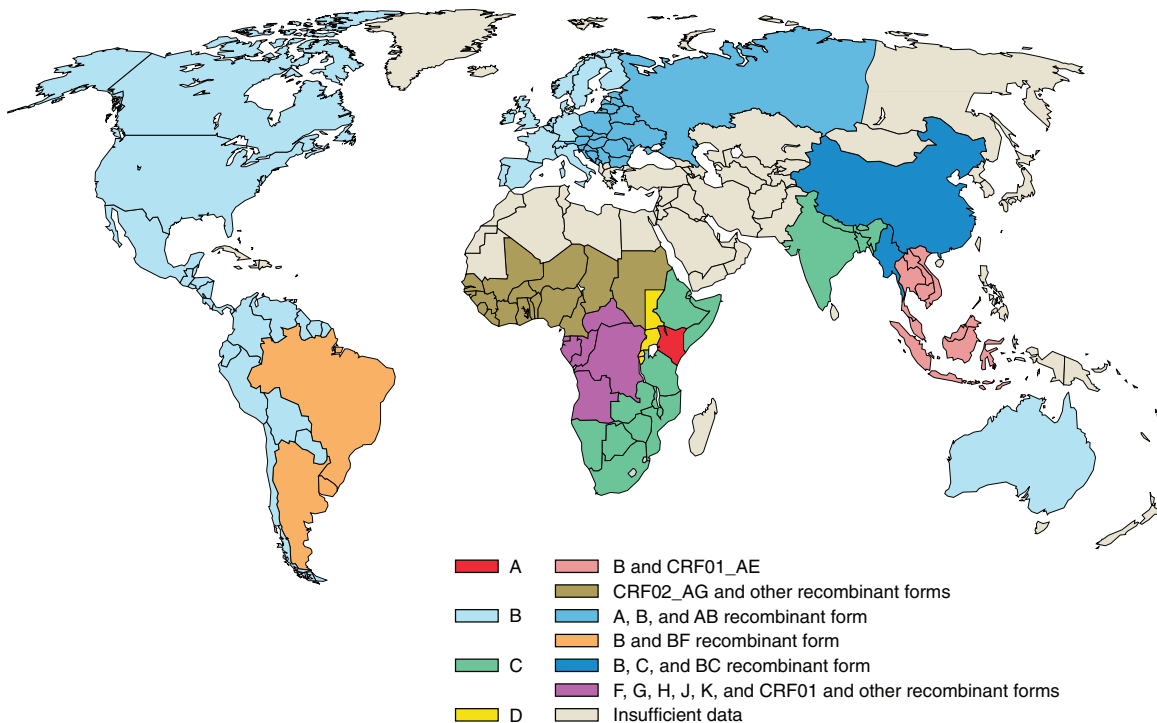 A
B and CRF01_AE
CRF02_AG and other recombinant forms
B
A, B, and AB recombinant form
B and BF recombinant form
C
B, C, and BC recombinant form
F, G, H, J, K, and CRF01 and other recombinant forms
D
Insufficient data